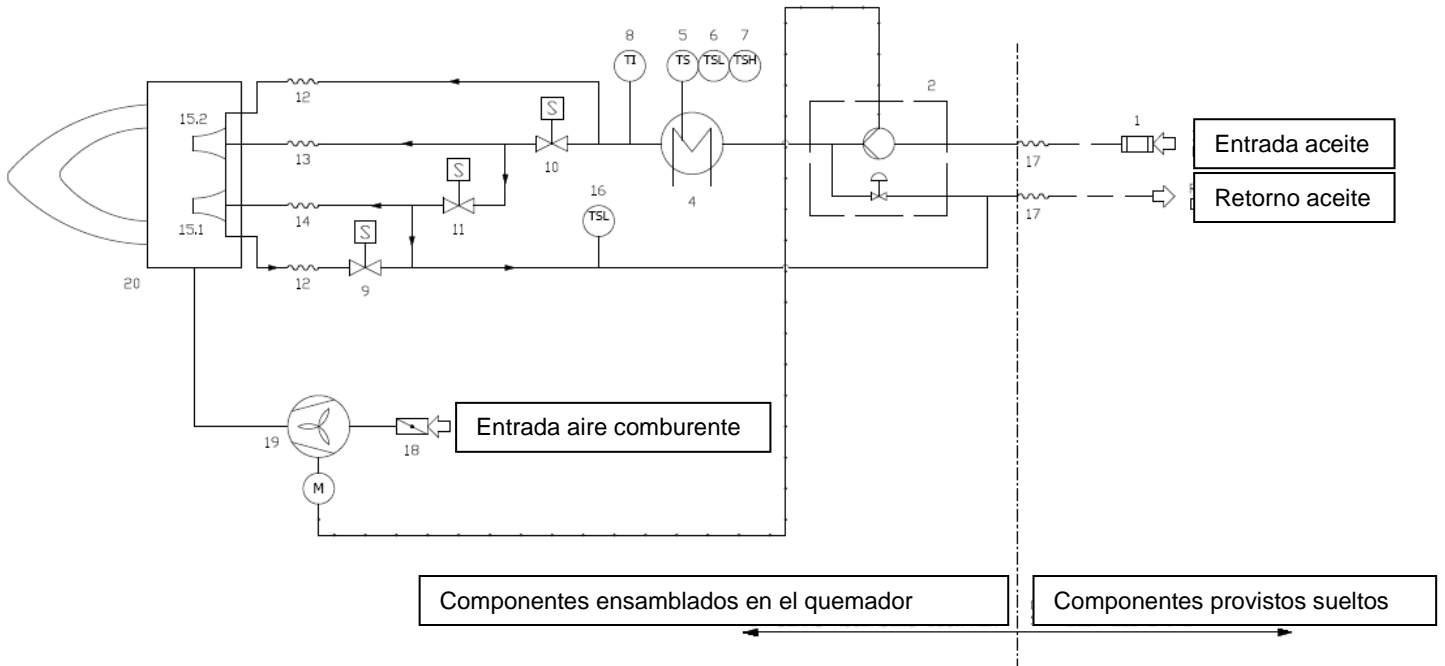 8 5 6 7
TI TS TSL TSH
2
1
12
15.2
S
Entrada aceite
13
10
17
S
16
4
Retorno aceite
15.1
14
11
TSL
17
S
20
12
9
Entrada aire comburente
19
18
M
Componentes ensamblados en el quemador
Componentes provistos sueltos